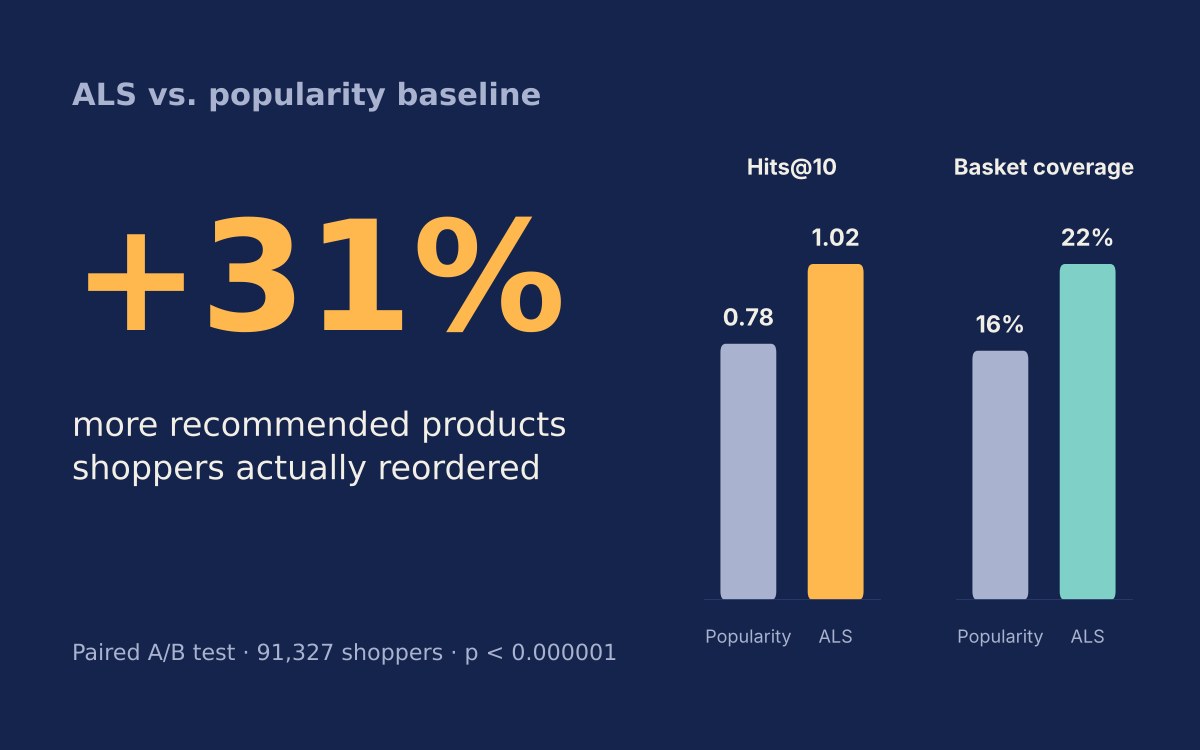 ALS vs. popularity baseline
+31%
more recommended products
shoppers actually reordered
Paired A/B test · 91,327 shoppers · p < 0.000001
Hits@10
0.78
1.02
Popularity
ALS
Basket coverage
16%
22%
Popularity
ALS